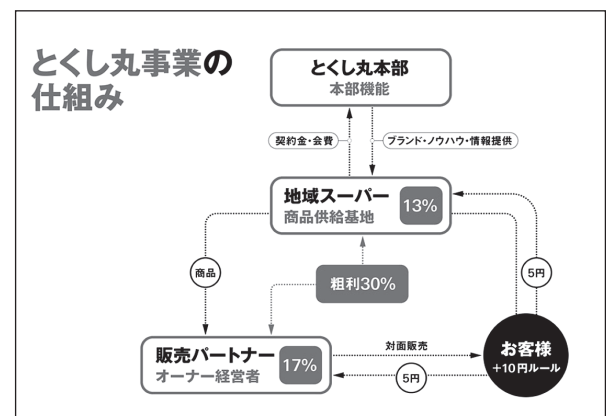 とくし丸事業の
仕組み
とくし丸本部
本部機能
契約金・会費
ブランド・ノウハウ・情報提供
地域スーパー
商品供給基地
13%
商品
粗利30%
5円
販売パートナー
オーナー経営者
17%
対面販売
5円
お客様
+10円ルール